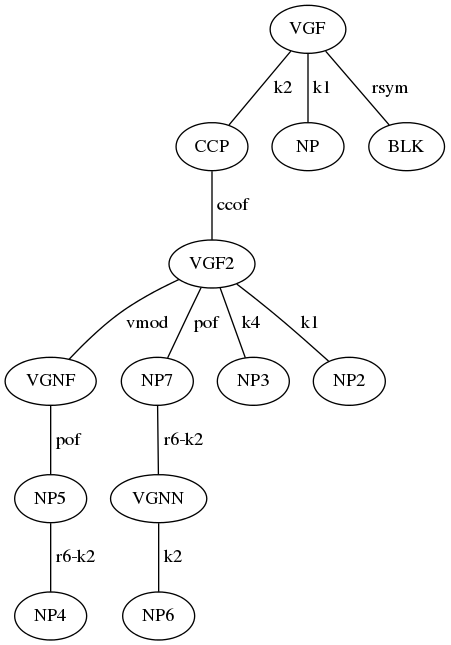 VGF
k2 k1 rsym
CCP NP BLK
ccof
VGF2
vmod pof k4 k1
VGNF NP7 NP3 NP2
pof r6-k2
NP5 VGNN
r6-k2 k2
NP4 NP6